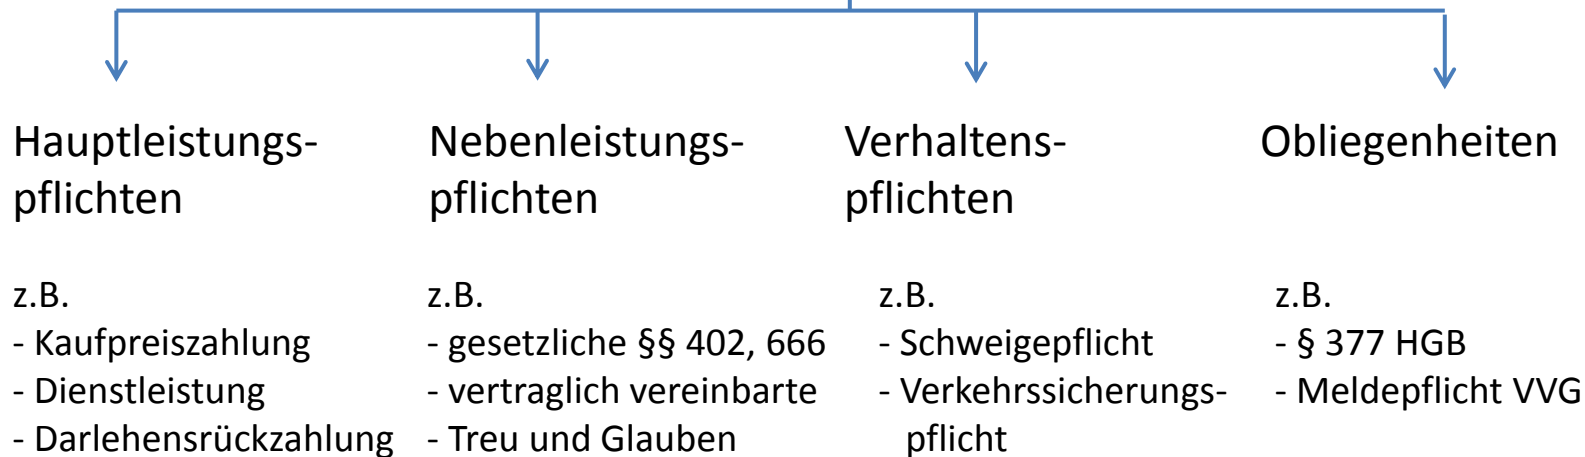 Hauptleistungs-
pflichten
z.B.
- Kaufpreiszahlung
- Dienstleistung
- Darlehensrückzahlung
Nebenleistungs-
pflichten
z.B.
- gesetzliche §§ 402, 666
- vertraglich vereinbarte
- Treu und Glauben
Verhaltens-
pflichten
z.B.
- Schweigepflicht
- Verkehrssicherungs-
pflicht
Obliegenheiten
z.B.
- § 377 HGB
- Meldepflicht VVG